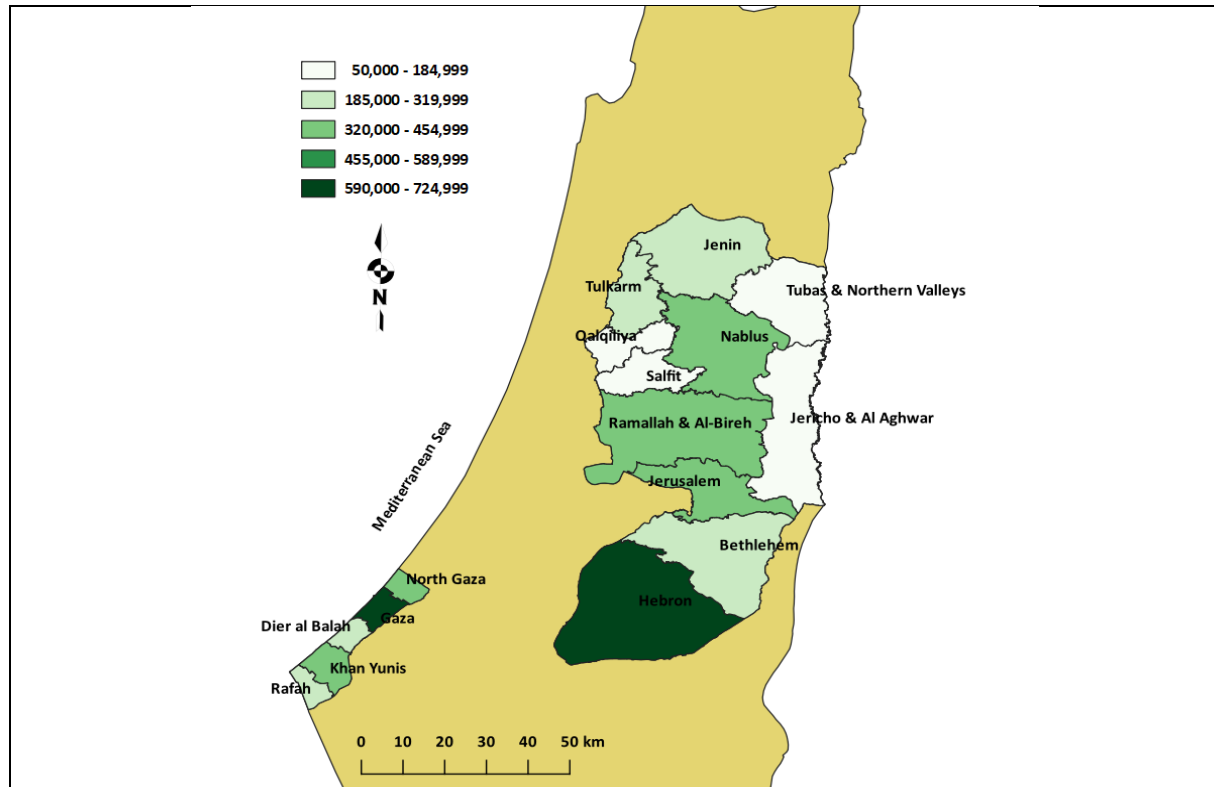 50,000 - 184,999
185,000 - 319,999
320,000 - 454,999
455,000 - 589,999
590,000 - 724,999
N
Jenin
Tulkarm
Tubas & Northern Valleys
Qalqiliya
Nablus
Salfit
Ramallah & Al-Bireh
Jericho & Al Aghwar
Jerusalem
Mediterranean Sea
Bethlehem
North Gaza
Hebron
Gaza
Dier al Balah
Khan Yunis
Rafah
0 10 20 30 40 50 km